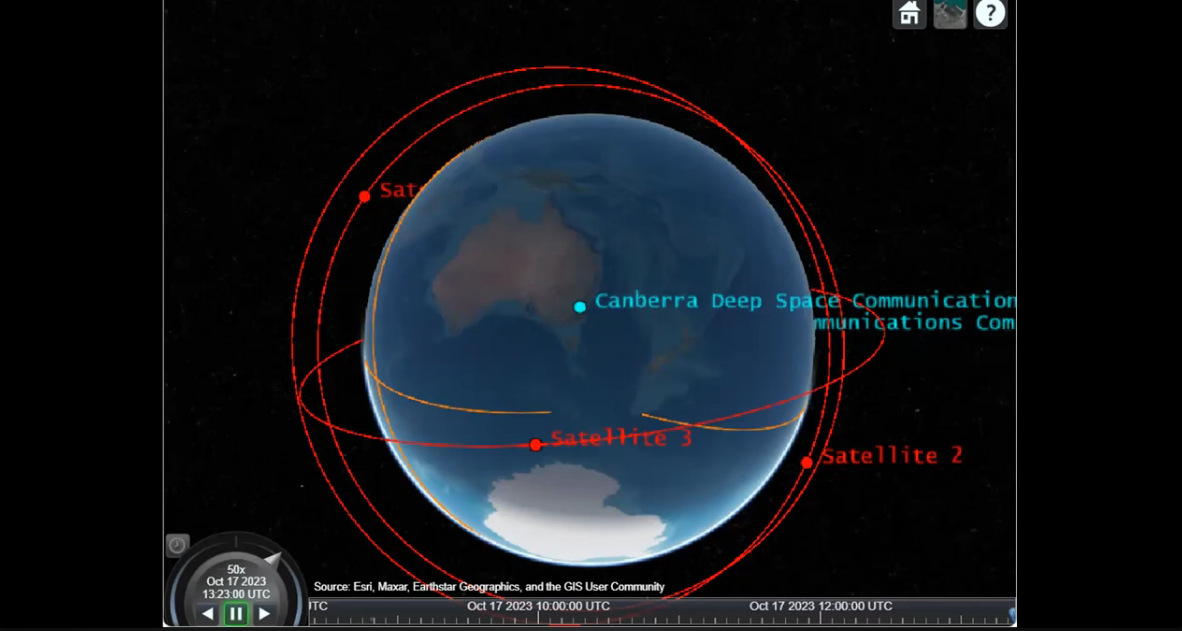 ?
Sat
Canberra Deep Space Communication
mmunications Com
Satellite 3
Satellite 2
50x
Oct 17 2023
13:23:00 UTC
Source: Esri, Maxar, Earthstar Geographics, and the GIS User Community
UTC
Oct 17 2023 10:00:00 UTC
Oct 17 2023 12:00:00 UTC